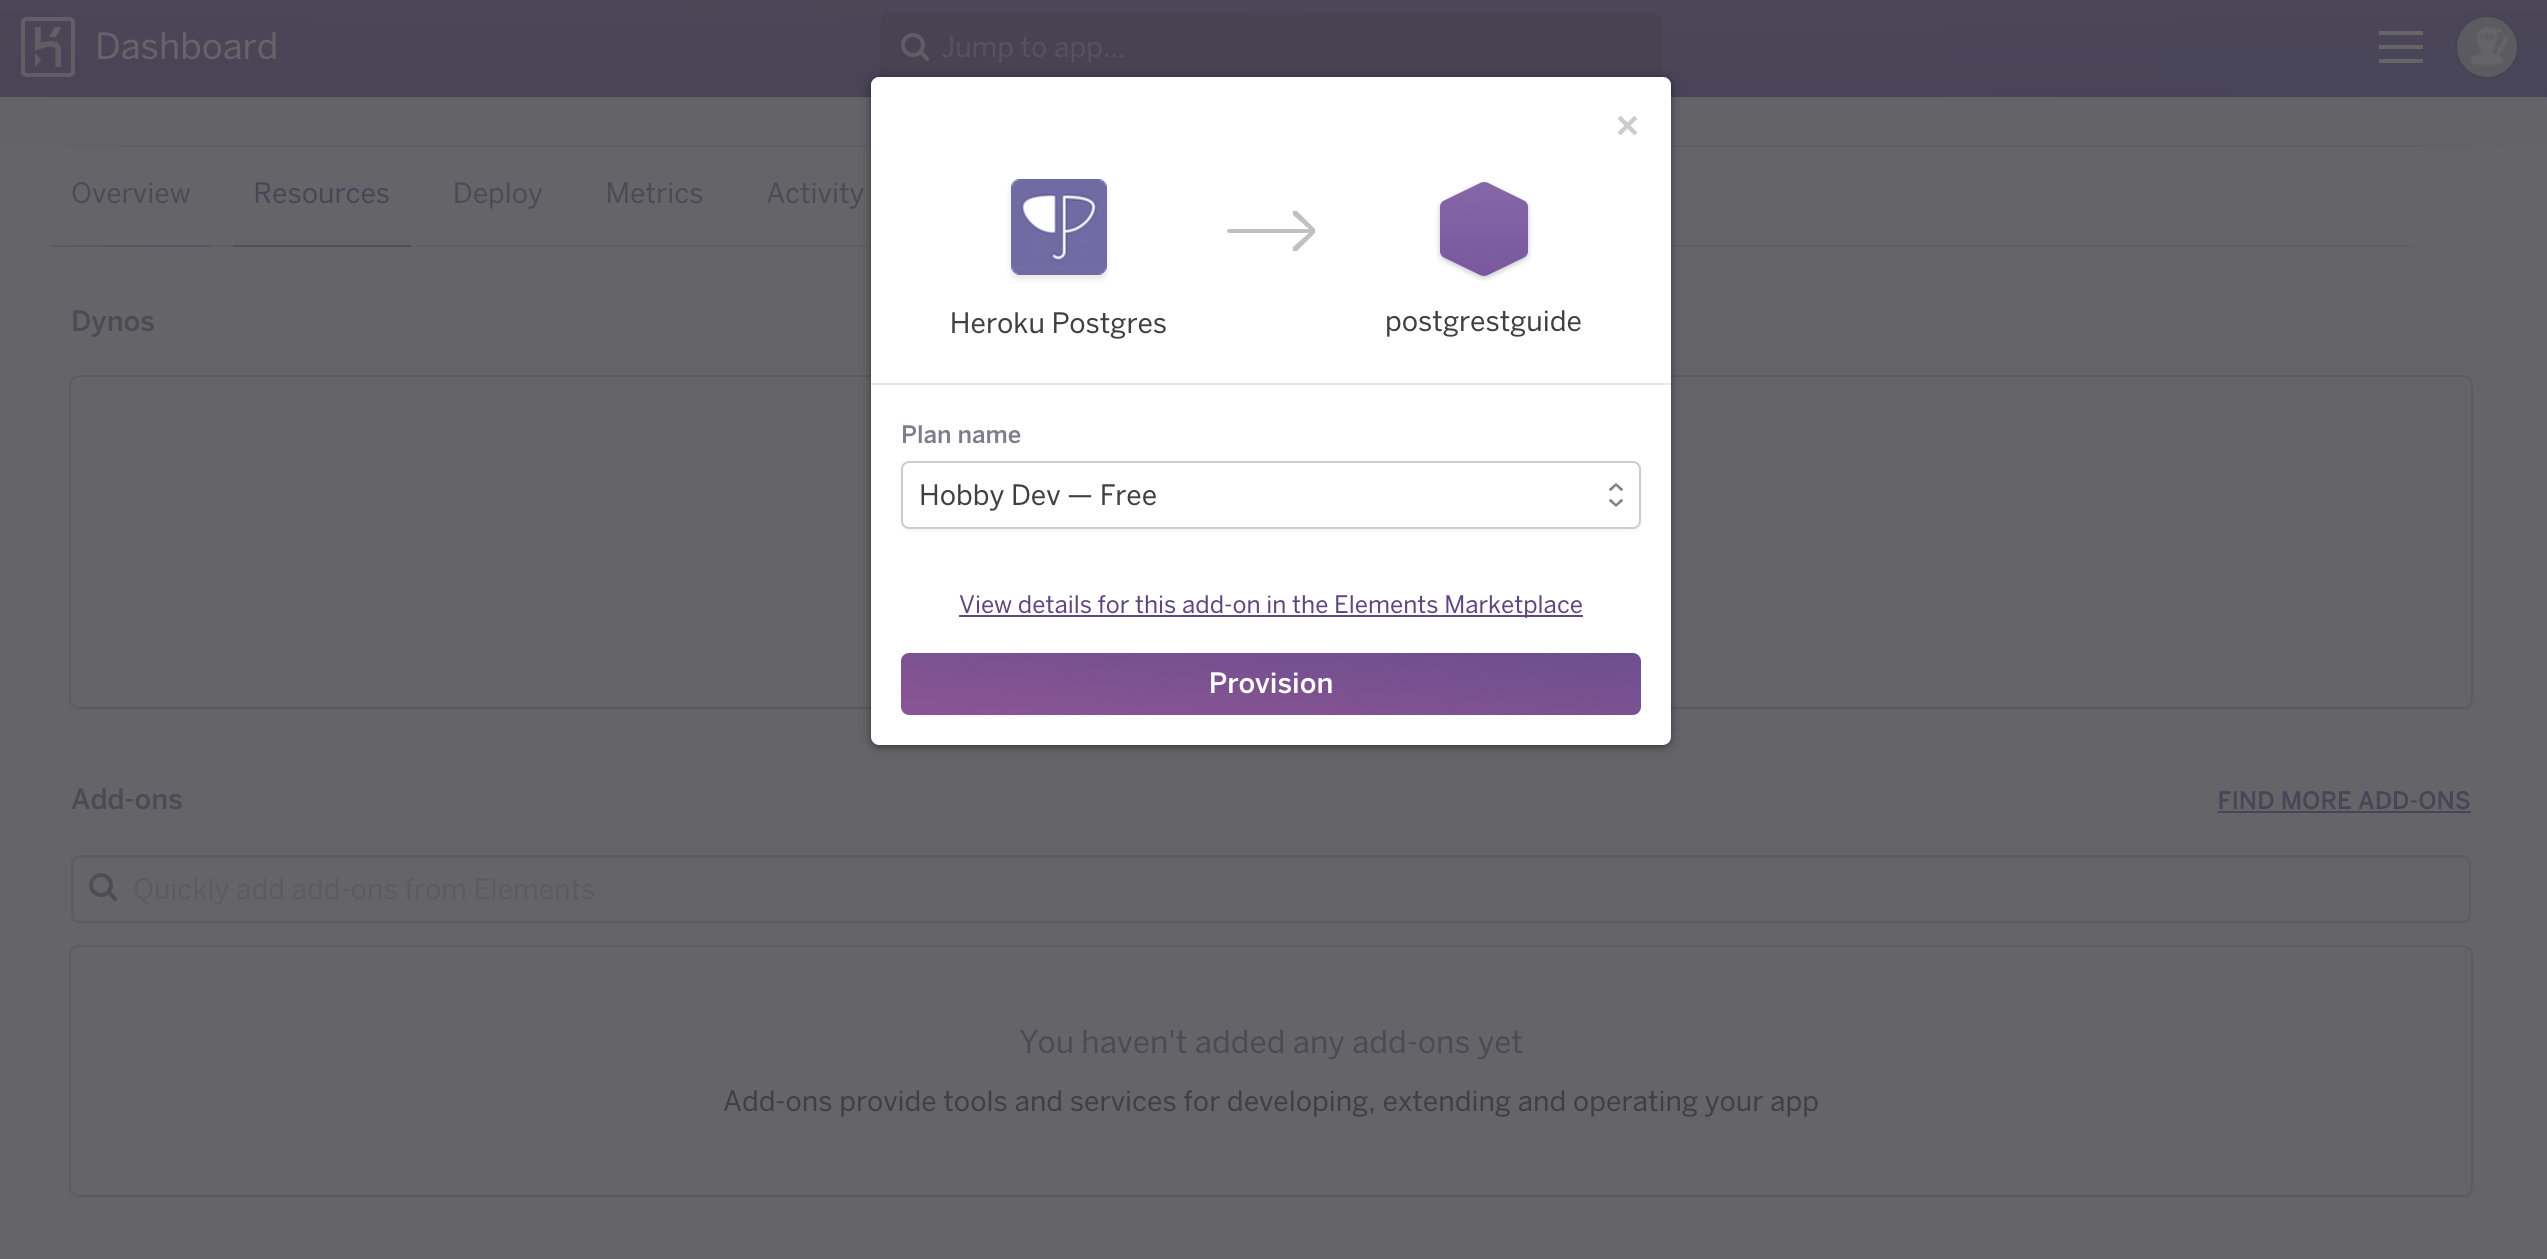 Dashboard
Jump to app...
Overview
Resources
Deploy
Metrics
Activity
Heroku Postgres
postgrestguide
Dynos
Plan name
Hobby Dev — Free
View details for this add-on in the Elements Marketplace
Provision
Add-ons
FIND MORE ADD-ONS
Quickly add add-ons from Elements
You haven't added any add-ons yet
Add-ons provide tools and services for developing, extending and operating your app